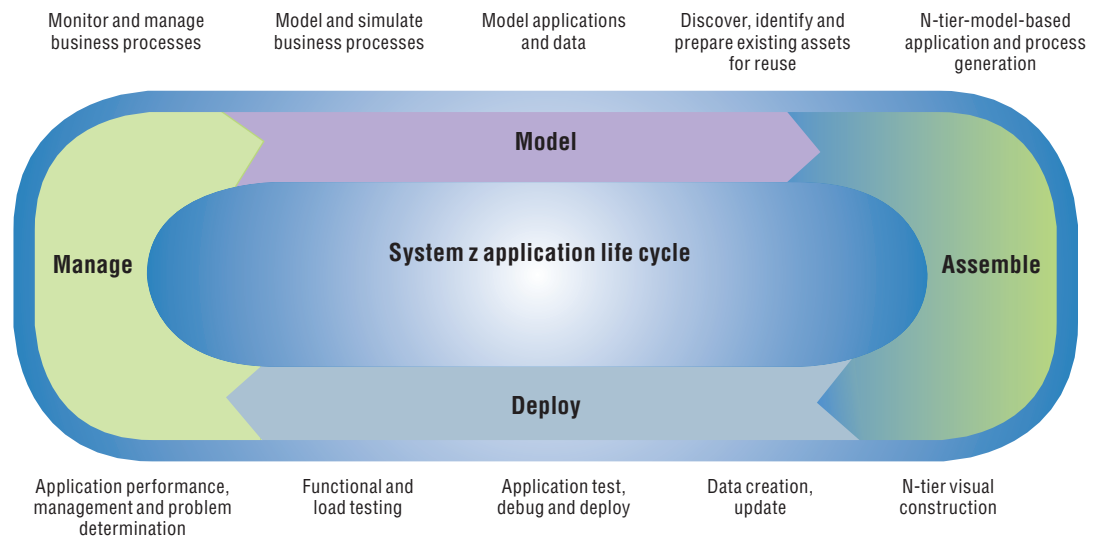 Monitor and manage
business processes
Model and simulate
business processes
Model applications
and data
Discover, identify and
prepare existing assets
for reuse
N-tier-model-based
application and process
generation
Model
System z application life cycle
Manage
Assemble
Deploy
Application performance,
management and problem
determination
Functional and
load testing
Application test,
debug and deploy
Data creation,
update
N-tier visual
construction